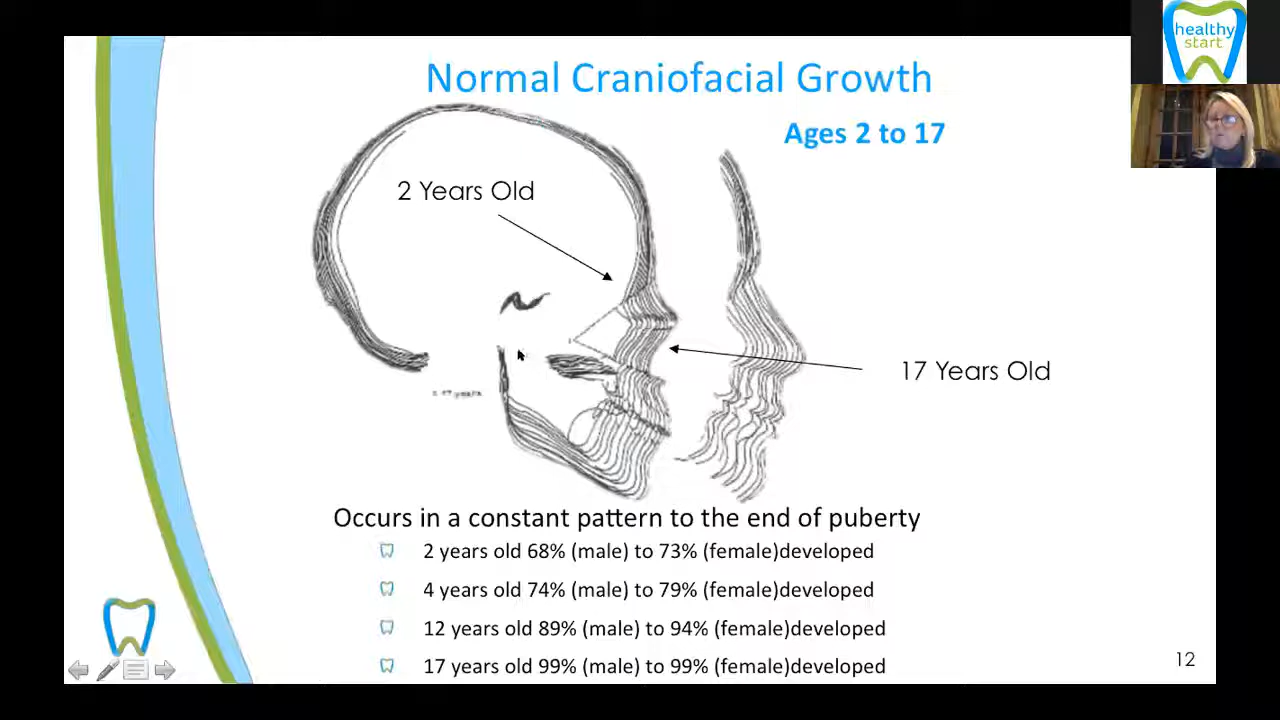 Normal Craniofacial Growth
healthy
start
Ages 2 to 17
2 Years Old
17 Years Old
Occurs in a constant pattern to the end of puberty
2 years old 68% (male) to 73% (female)developed
4 years old 74% (male) to 79% (female)developed
12 years old 89% (male) to 94% (female)developed
17 years old 99% (male) to 99% (female)developed
12